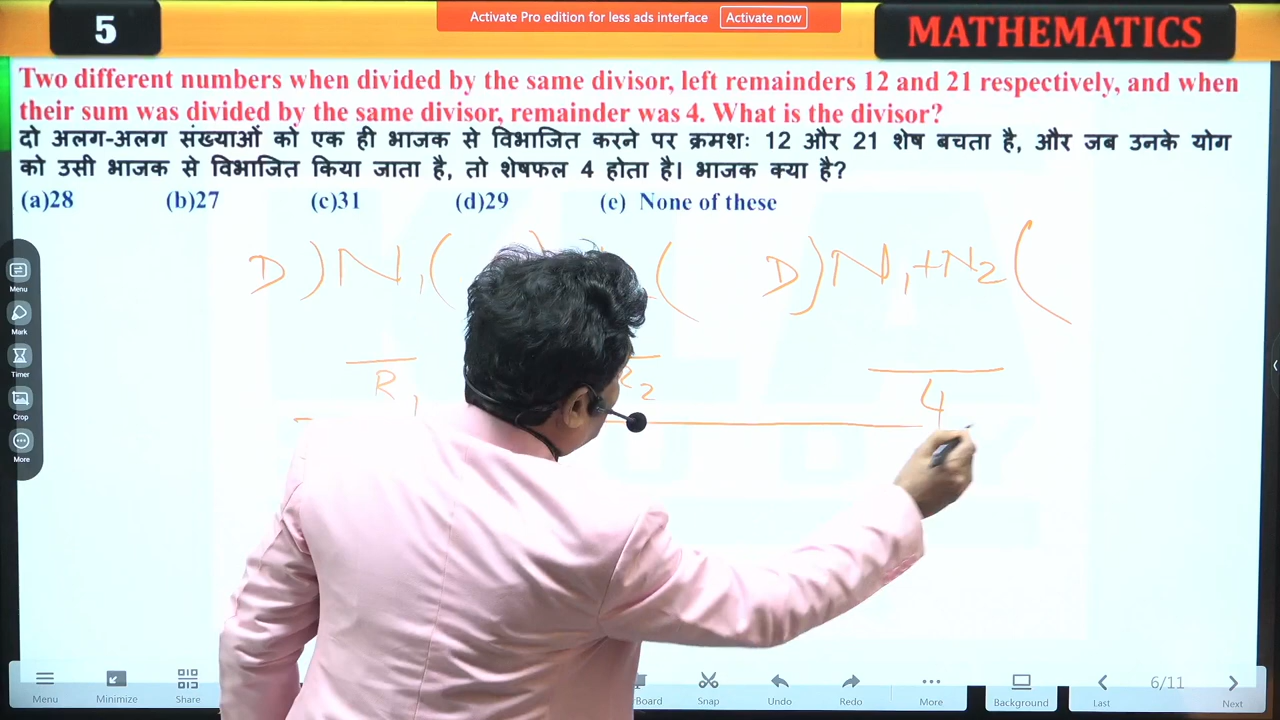 5
Activate Pro edition for less ads interface Activate now
MATHEMATICS
Two different numbers when divided by the same divisor, left remainders 12 and 21 respectively, and when
their sum was divided by the same divisor, remainder was 4. What is the divisor?
दो अलग-अलग संख्याओं को एक ही भाजक से विभाजित करने पर क्रमशः 12 और 21 शेष बचता है, और जब उनके योग
को उसी भाजक से विभाजित किया जाता है, तो शेषफल 4 होता है। भाजक क्या है?
(a)28 (b)27 (c)31 (d)29 (e) None of these
D ) N1 ( ( D ) N1+N2 (
R1 R2 4
Menu
Mark
Timer
Crop
More
Menu Minimize Share Board Snap Undo Redo More Background Last 6/11 Next